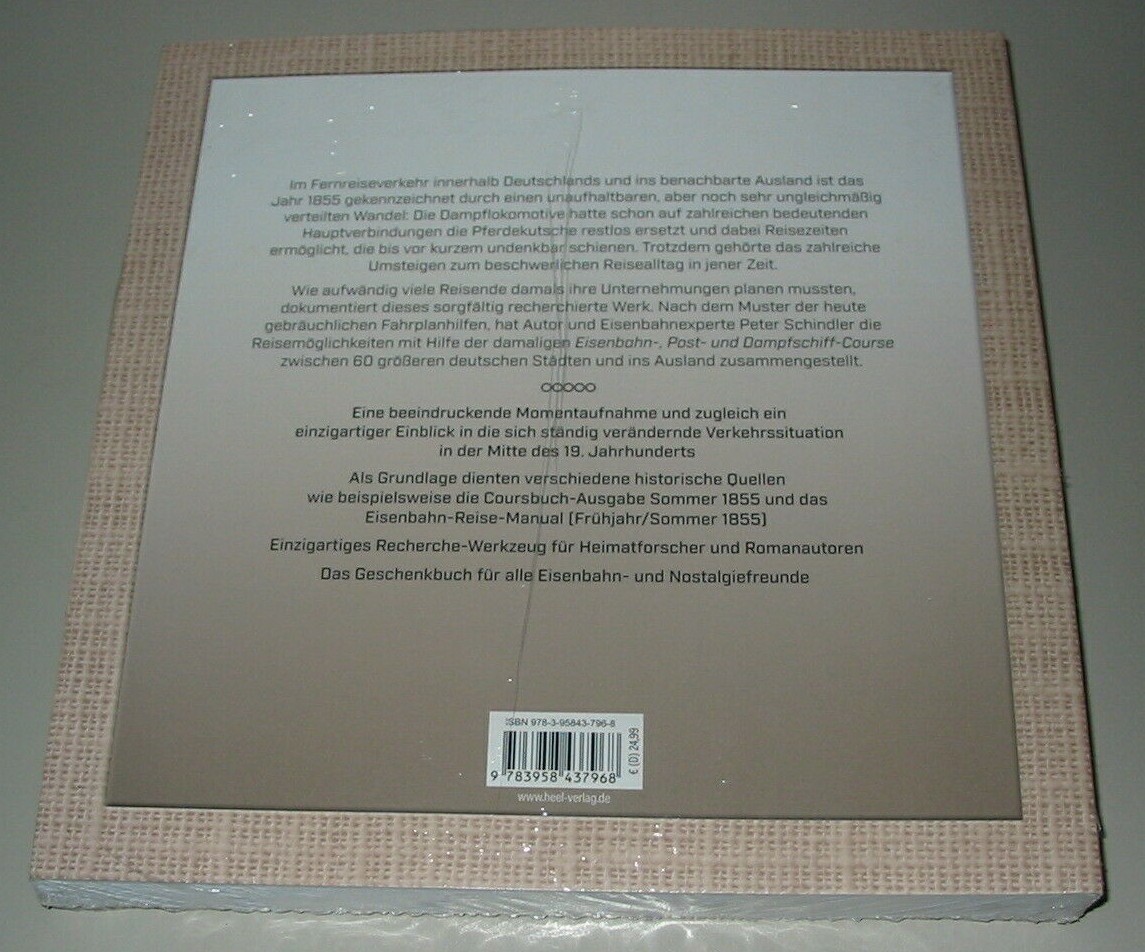 Im Fernreiseverkehr innerhalb Deutschlands und ins benachbarte Ausland ist das
Jahr 1855 gekennzeichnet durch einen unaufhaltbaren, aber noch sehr ungleichmäßig
verteilten Wandel: Die Dampflokomotive hatte schon auf zahlreichen bedeutenden
Hauptverbindungen die Pferdekutsche restlos ersetzt und dabei Reisezeiten
ermöglicht, die bis vor kurzem undenkbar schienen. Trotzdem gehörte das zahlreiche
Umsteigen zum beschwerlichen Reisealltag in jener Zeit.
Wie aufwändig viele Reisende damals ihre Unternehmungen planen mussten,
dokumentiert dieses sorgfältig recherchierte Werk. Nach dem Muster der heute
gebräuchlichen Fahrplanhilfen, hat Autor und Eisenbahnexperte Peter Schindler die
Reisemöglichkeiten mit Hilfe der damaligen Eisenbahn-, Post- und Dampfschiff-Course
zwischen 60 größeren deutschen Städten und ins Ausland zusammengestellt.
Eine beeindruckende Momentaufnahme und zugleich ein
einzigartiger Einblick in die sich ständig verändernde Verkehrssituation
in der Mitte des 19. Jahrhunderts
Als Grundlage dienten verschiedene historische Quellen
wie beispielsweise die Coursbuch-Ausgabe Sommer 1855 und das
Eisenbahn-Reise-Manual (Frühjahr/Sommer 1855)
Einzigartiges Recherche-Werkzeug für Heimatforscher und Romanautoren
Das Geschenkbuch für alle Eisenbahn- und Nostalgiefreunde
ISBN 978-3-95843-796-8
9 783958 437968
€ (D) 24,99
www.heel-verlag.de